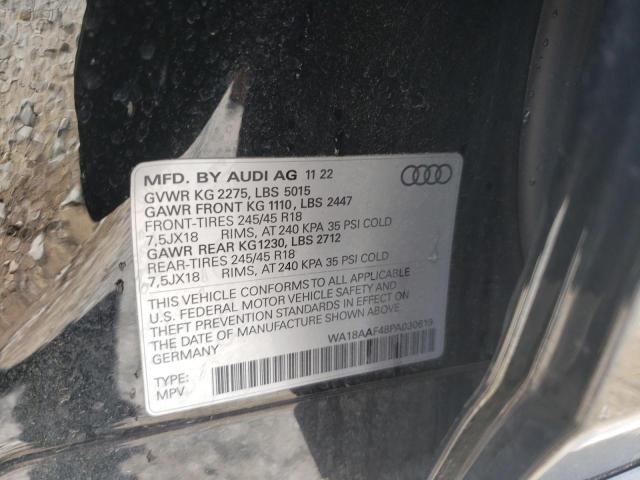 MFD. BY AUDI AG 11 22
GVWR KG 2275, LBS 5015
GAWR FRONT KG 1110, LBS 2447
FRONT-TIRES 245/45 R18
7,5JX18 RIMS, AT 240 KPA 35 PSI COLD
GAWR REAR KG1230, LBS 2712
REAR-TIRES 245/45 R18
7,5JX18 RIMS, AT 240 KPA 35 PSI COLD
THIS VEHICLE CONFORMS TO ALL APPLICABLE
U.S. FEDERAL MOTOR VEHICLE SAFETY AND
THEFT PREVENTION STANDARDS IN EFFECT ON
THE DATE OF MANUFACTURE SHOWN ABOVE
GERMANY
WA18AAF48PA030619
TYPE:
MPV